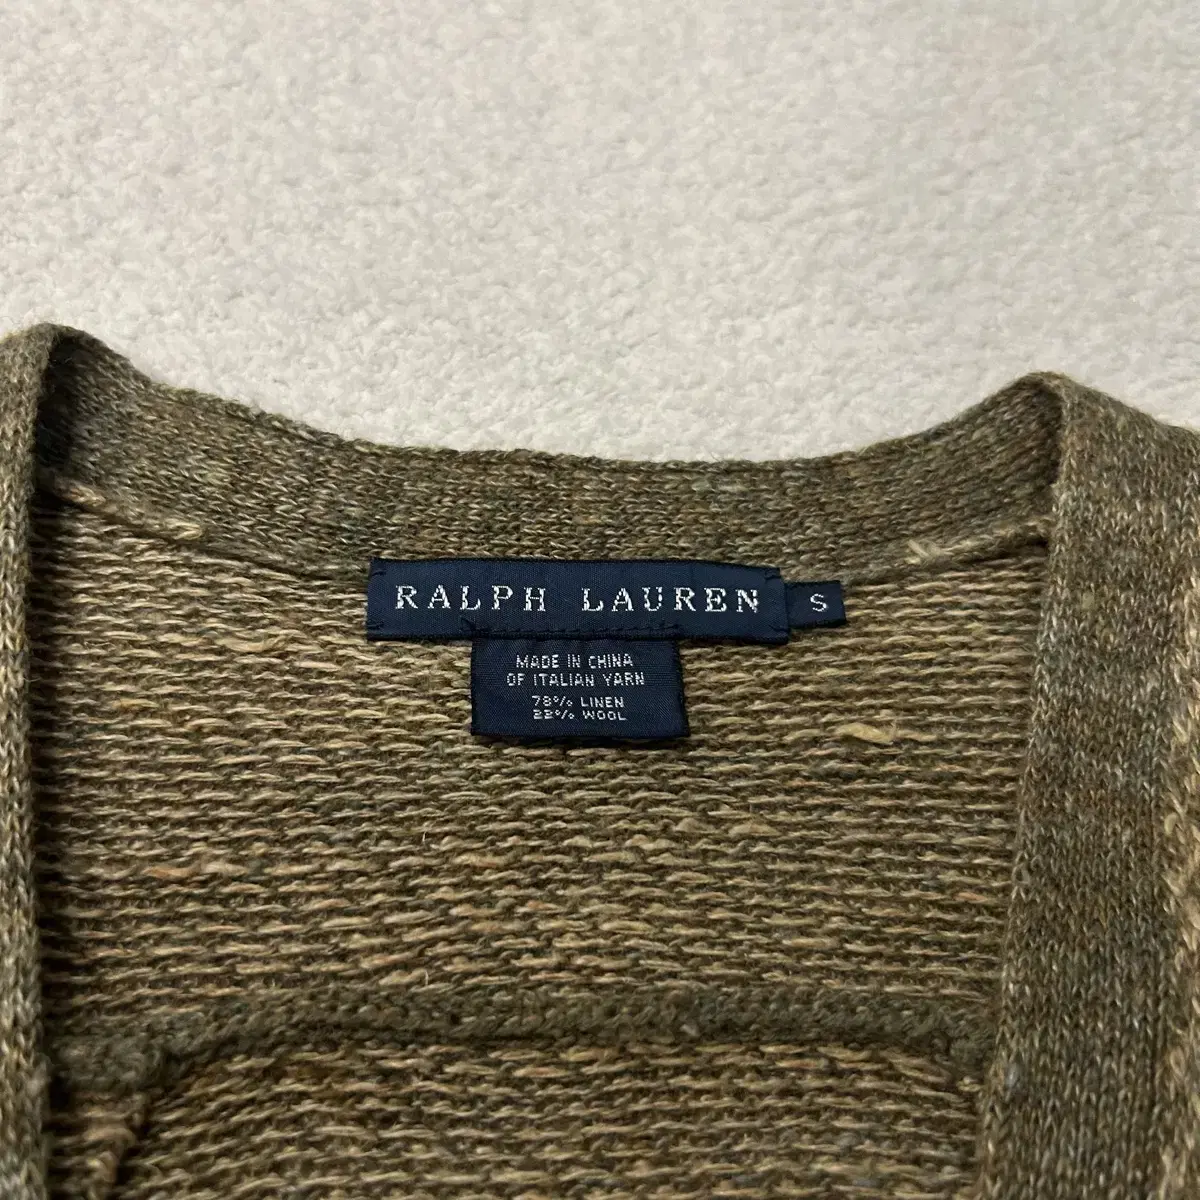 RALPH LAUREN S
MADE IN CHINA
OF ITALIAN YARN
78% LINEN
22% WOOL